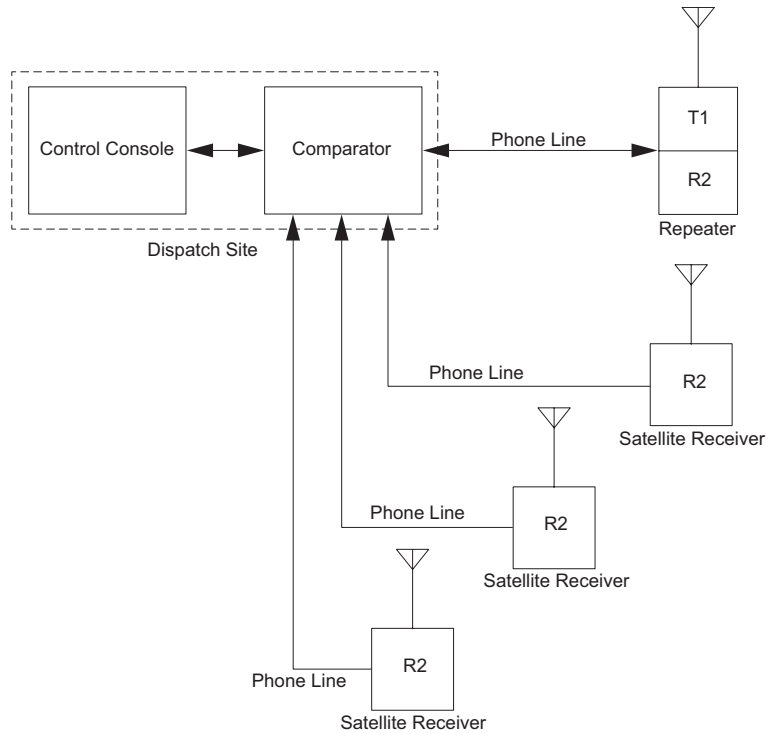 T1
Control Console
Comparator
Phone Line
R2
Repeater
Dispatch Site
Phone Line
R2
Satellite Receiver
Phone Line
R2
Satellite Receiver
R2
Phone Line
Satellite Receiver